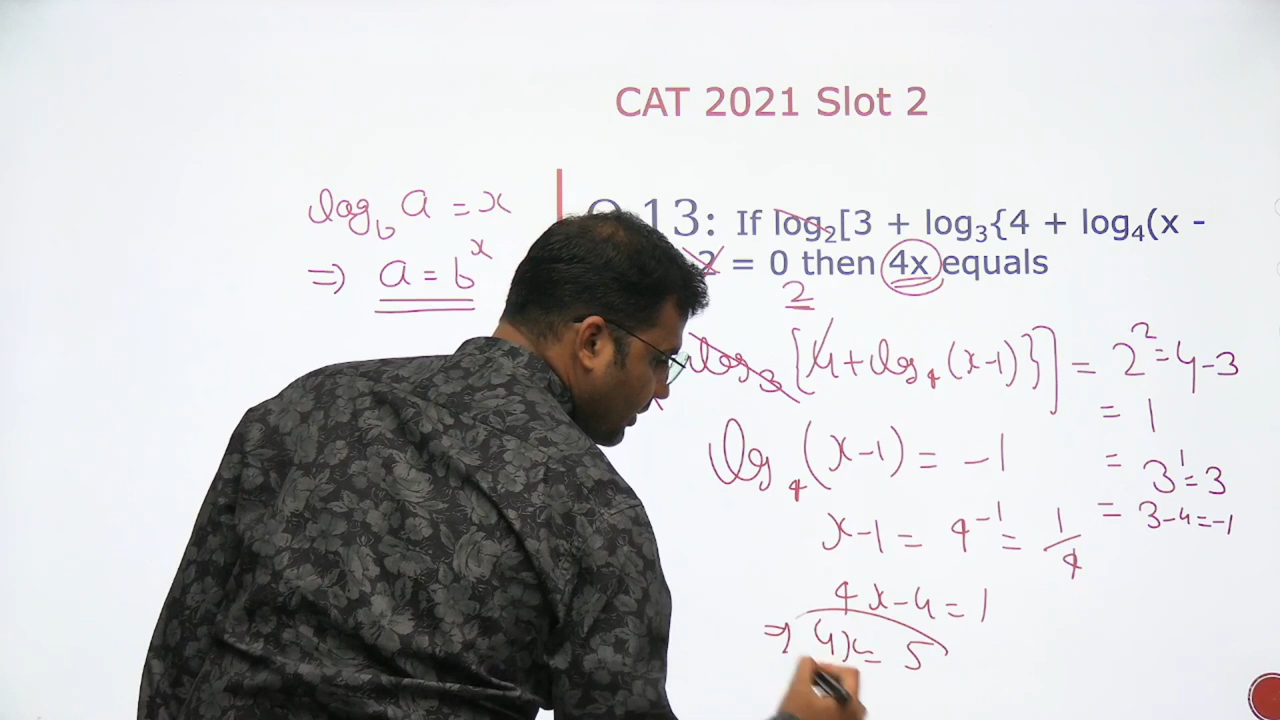 CAT 2021 Slot 2
log_b a = x
⇒ a = b^x
13: If log₂[3 + log₃{4 + log₄(x -
2 = 0 then 4x equals
2
log₃ [4+log₄(x-1)}] = 2² = 4-3
= 1
log₄(x-1) = -1
= 3¹ = 3
x-1 = 4⁻¹ = 1/4
= 3-4=-1
4x-4=1
⇒ 4x= 5